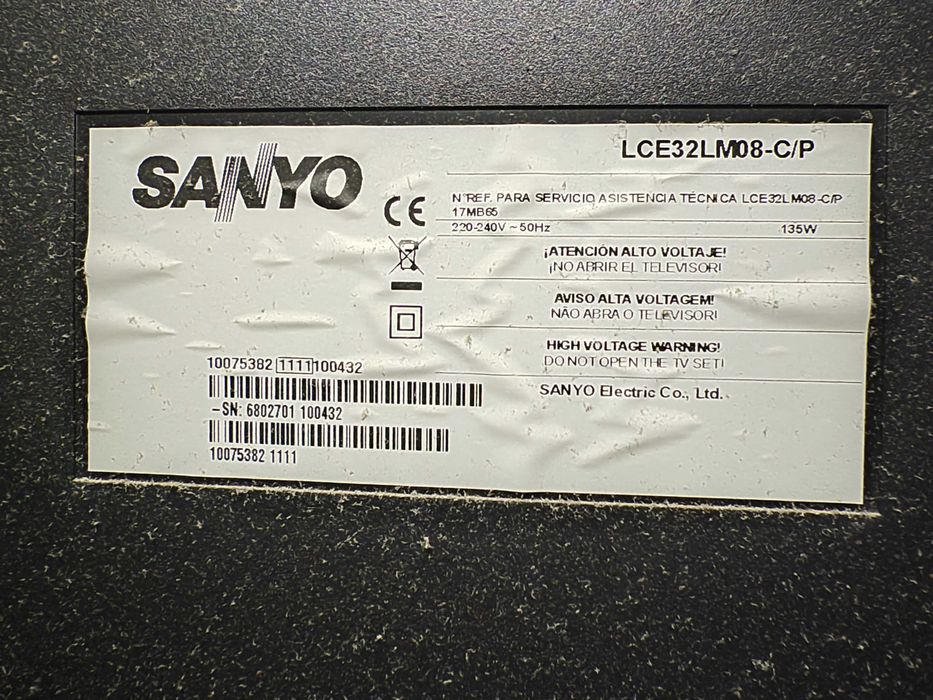 SANYO
LCE32LM08-C/P
CE
N°REF. PARA SERVICIO ASISTENCIA TÉCNICA LCE32LM08-C/P
17MB65
220-240V ~ 50Hz 135W
¡ATENCIÓN ALTO VOLTAJE!
¡NO ABRIR EL TELEVISOR!
AVISO ALTA VOLTAGEM!
NÃO ABRA O TELEVISOR!
HIGH VOLTAGE WARNING!
DO NOT OPEN THE TV SET!
SANYO Electric Co., Ltd.
10075382 1111 100432
-SN: 6802701 100432
10075382 1111